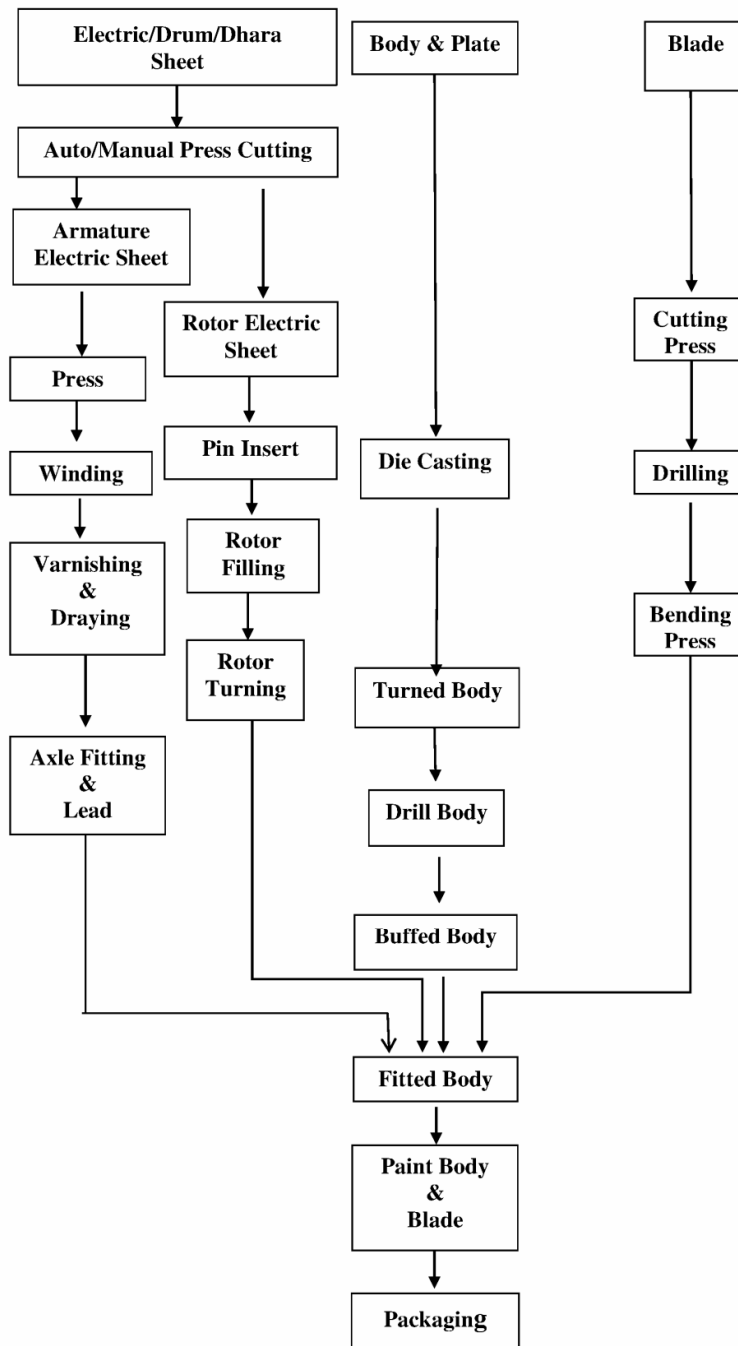 Electric/Drum/Dhara
Sheet
Body & Plate
Blade
Auto/Manual Press Cutting
Armature
Electric Sheet
Rotor Electric
Sheet
Cutting
Press
Press
Pin Insert
Die Casting
Winding
Drilling
Rotor
Filling
Varnishing
&
Draying
Bending
Press
Rotor
Turning
Turned Body
Axle Fitting
&
Lead
Drill Body
Buffed Body
Fitted Body
Paint Body
&
Blade
Packaging